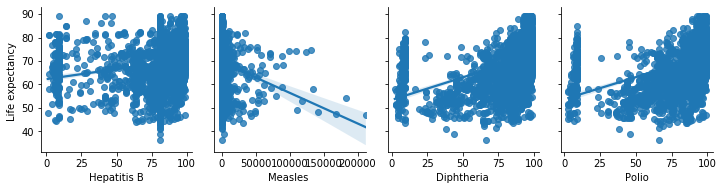 90
80
70
60
50
40
Life expectancy
0 25 50 75 100
Hepatitis B
0 50000 100000 150000 200000
Measles
0 25 50 75 100
Diphtheria
0 25 50 75 100
Polio